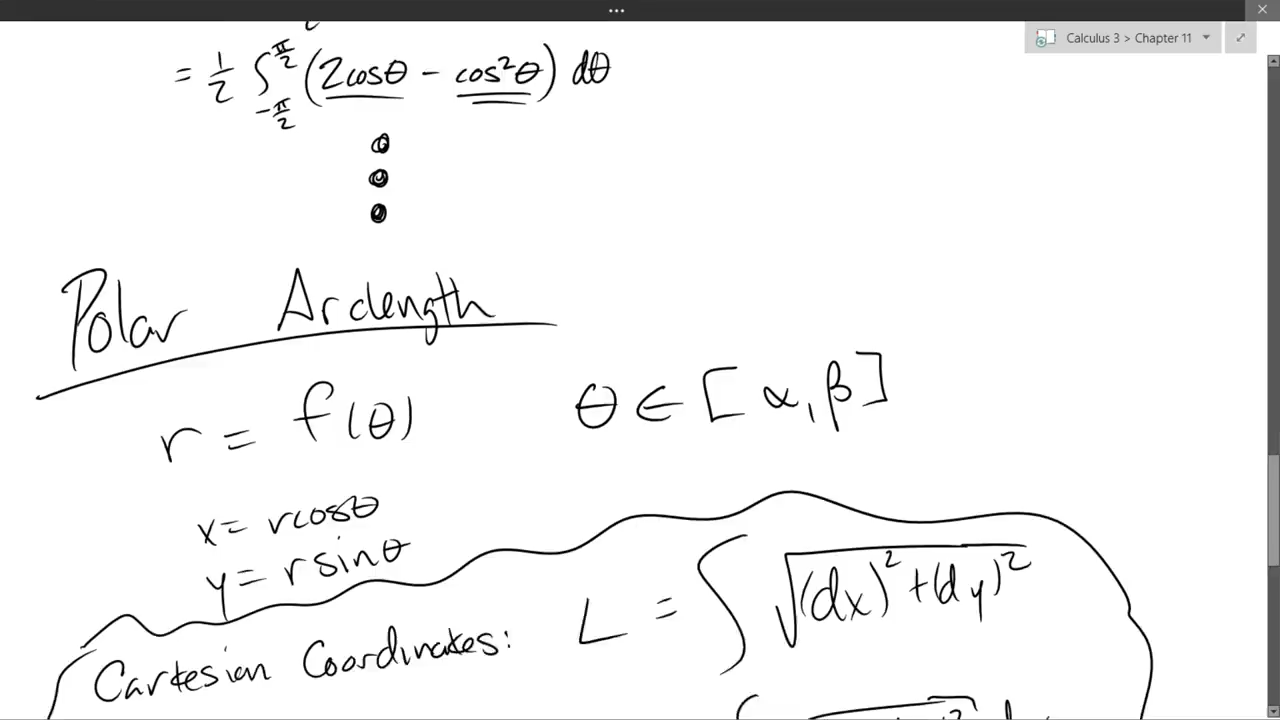 Calculus 3 > Chapter 11
= 1/2 ∫_{-π/2}^{π/2} (2cosθ - cos²θ) dθ
Polar Arclength
r = f(θ) θ ∈ [α, β]
x = rcosθ
y = rsinθ
Cartesian Coordinates: L = ∫ √((dx)² + (dy)²)